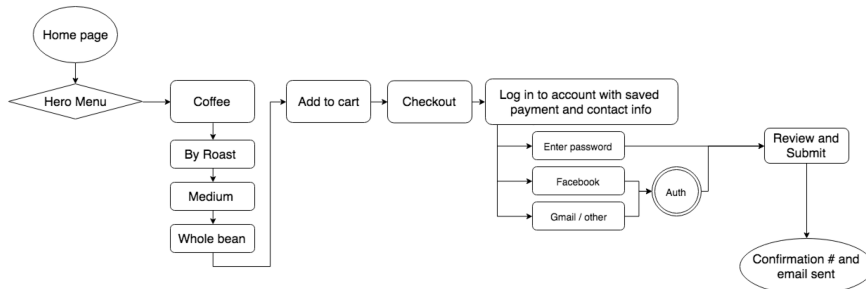 Home page
Hero Menu
Coffee
By Roast
Medium
Whole bean
Add to cart
Checkout
Log in to account with saved
payment and contact info
Enter password
Facebook
Gmail / other
Auth
Review and
Submit
Confirmation # and
email sent